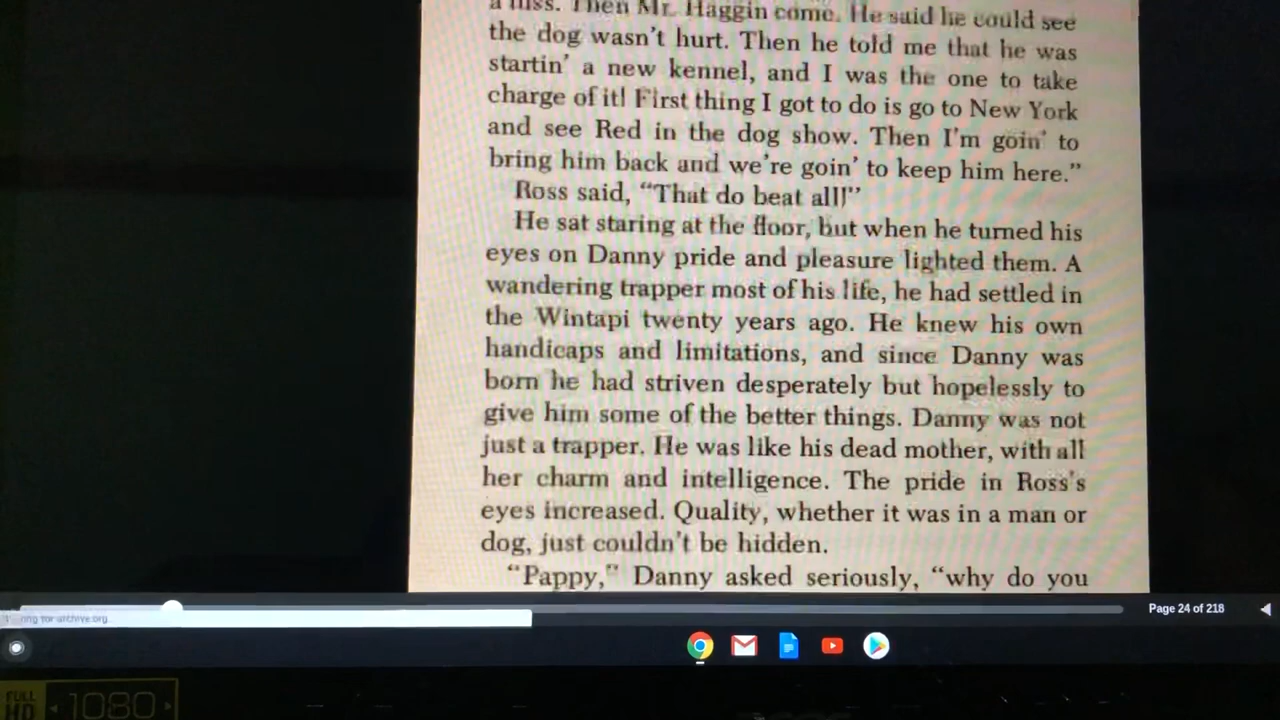 a fuss. Then Mr. Haggin come. He said he could see
the dog wasn't hurt. Then he told me that he was
startin' a new kennel, and I was the one to take
charge of it! First thing I got to do is go to New York
and see Red in the dog show. Then I'm goin' to
bring him back and we're goin' to keep him here."
Ross said, "That do beat all!"
He sat staring at the floor, but when he turned his
eyes on Danny pride and pleasure lighted them. A
wandering trapper most of his life, he had settled in
the Wintapi twenty years ago. He knew his own
handicaps and limitations, and since Danny was
born he had striven desperately but hopelessly to
give him some of the better things. Danny was not
just a trapper. He was like his dead mother, with all
her charm and intelligence. The pride in Ross's
eyes increased. Quality, whether it was in a man or
dog, just couldn't be hidden.
"Pappy," Danny asked seriously, "why do you
Page 24 of 218
for archive.org
FULL HD 1080